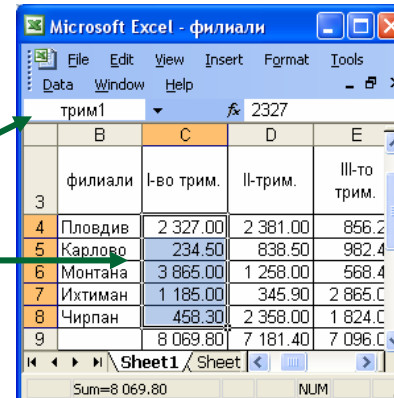 Microsoft Excel - филиали
File Edit View Insert Format Tools
Data Window Help
трим1 fx 2327
B C D E
3 филиали I-во трим. II-трим. III-то трим.
4 Пловдив 2 327.00 2 381.00 856.2
5 Карлово 234.50 838.50 982.4
6 Монтана 3 865.00 1 258.00 568.4
7 Ихтиман 1 185.00 345.90 2 865.0
8 Чирпан 458.30 2 358.00 1 824.0
9 8 069.80 7 181.40 7 096.0
Sheet1 Sheet
Sum=8 069.80 NUM